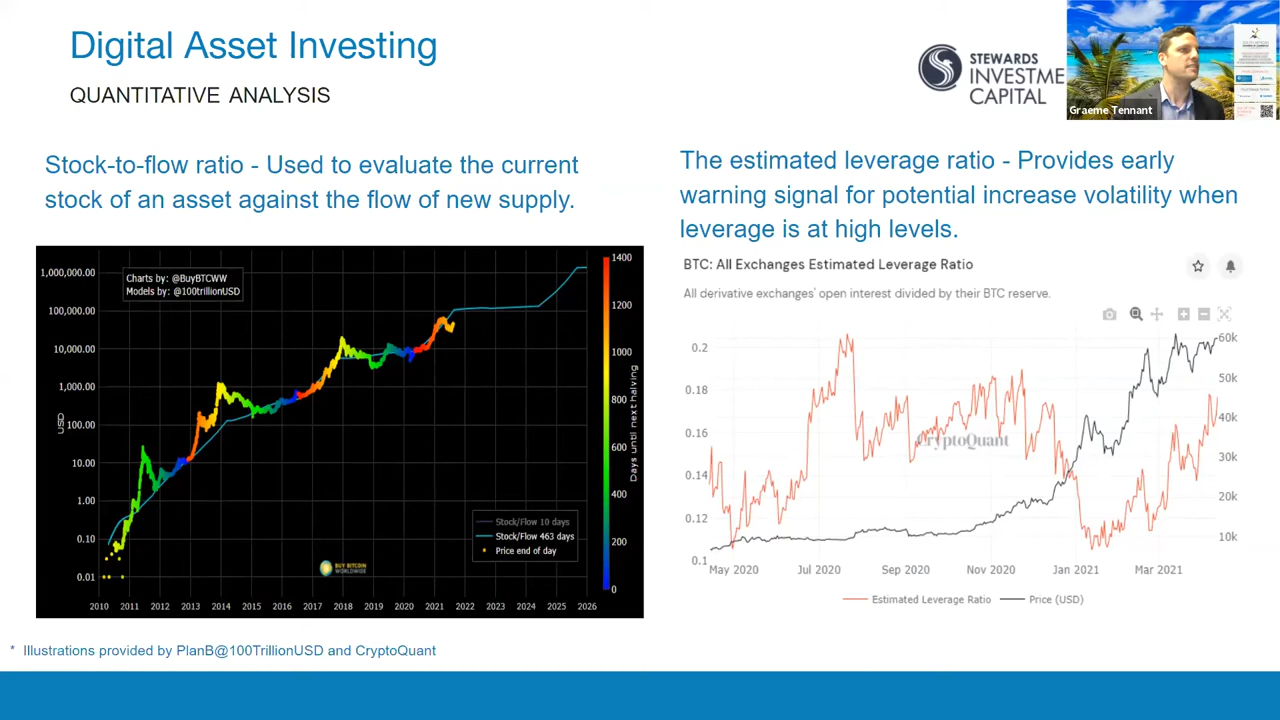 Digital Asset Investing
QUANTITATIVE ANALYSIS
STEWARDS
INVESTME
CAPITAL
Graeme Tennant
Stock-to-flow ratio - Used to evaluate the current
stock of an asset against the flow of new supply.
The estimated leverage ratio - Provides early
warning signal for potential increase volatility when
leverage is at high levels.
Charts by: @BuyBTCWW
Models by: @100trillionUSD
1,000,000.00
100,000.00
10,000.00
1,000.00
100.00
10.00
1.00
0.10
0.01
USD
2010 2011 2012 2013 2014 2015 2016 2017 2018 2019 2020 2021 2022 2023 2024 2025 2026
Stock/Flow 10 days
Stock/Flow 463 days
Price end of day
BUY BITCOIN
WORLDWIDE
1400
1200
1000
800
600
400
200
0
Days until next halving
BTC: All Exchanges Estimated Leverage Ratio
All derivative exchanges' open interest divided by their BTC reserve.
0.2
0.18
0.16
0.14
0.12
0.1
CryptoQuant
60k
50k
40k
30k
20k
10k
May 2020 Jul 2020 Sep 2020 Nov 2020 Jan 2021 Mar 2021
Estimated Leverage Ratio Price (USD)
* Illustrations provided by PlanB@100TrillionUSD and CryptoQuant